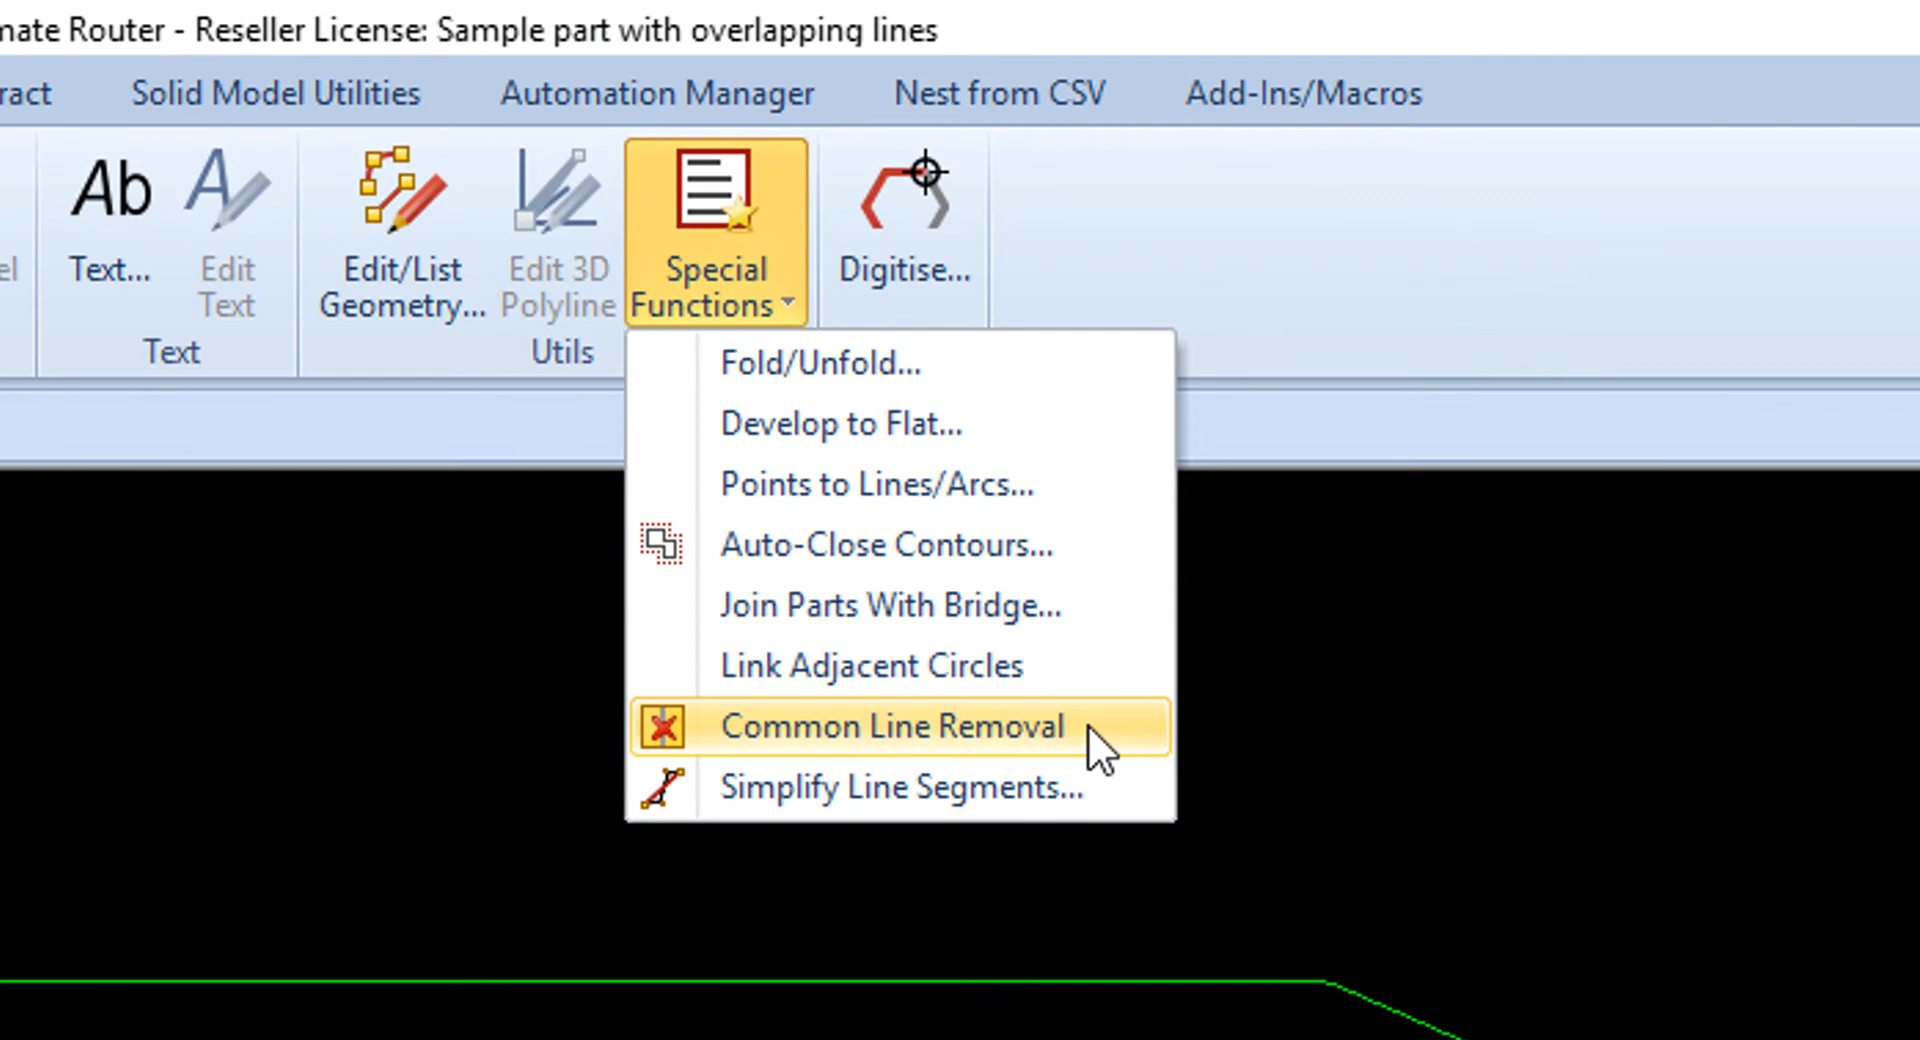 mate Router - Reseller License: Sample part with overlapping lines
ract Solid Model Utilities Automation Manager Nest from CSV Add-Ins/Macros
el
Ab
Text...
Edit
Text
Text
Edit/List
Geometry...
Edit 3D
Polyline
Special
Functions
Utils
Digitise...
Fold/Unfold...
Develop to Flat...
Points to Lines/Arcs...
Auto-Close Contours...
Join Parts With Bridge...
Link Adjacent Circles
Common Line Removal
Simplify Line Segments...